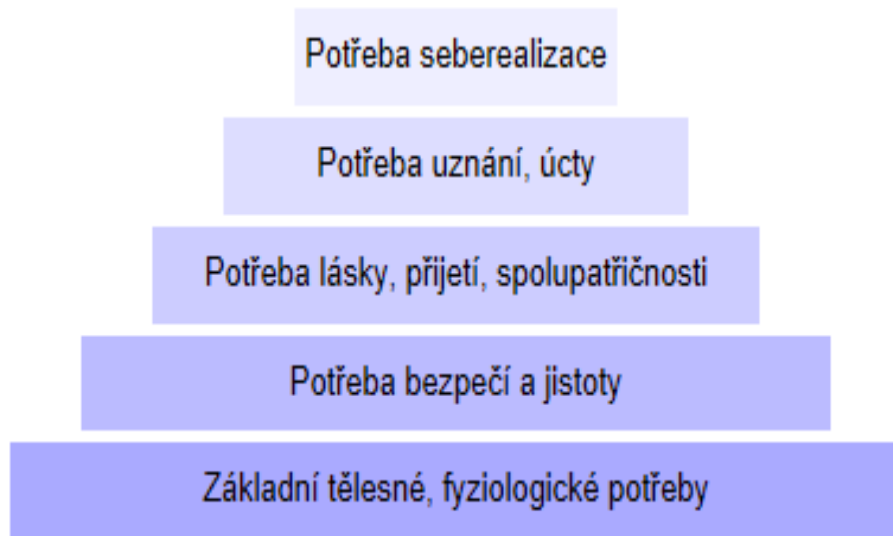 Potřeba seberealizace
Potřeba uznání, úcty
Potřeba lásky, přijetí, spolupatřičnosti
Potřeba bezpečí a jistoty
Základní tělesné, fyziologické potřeby